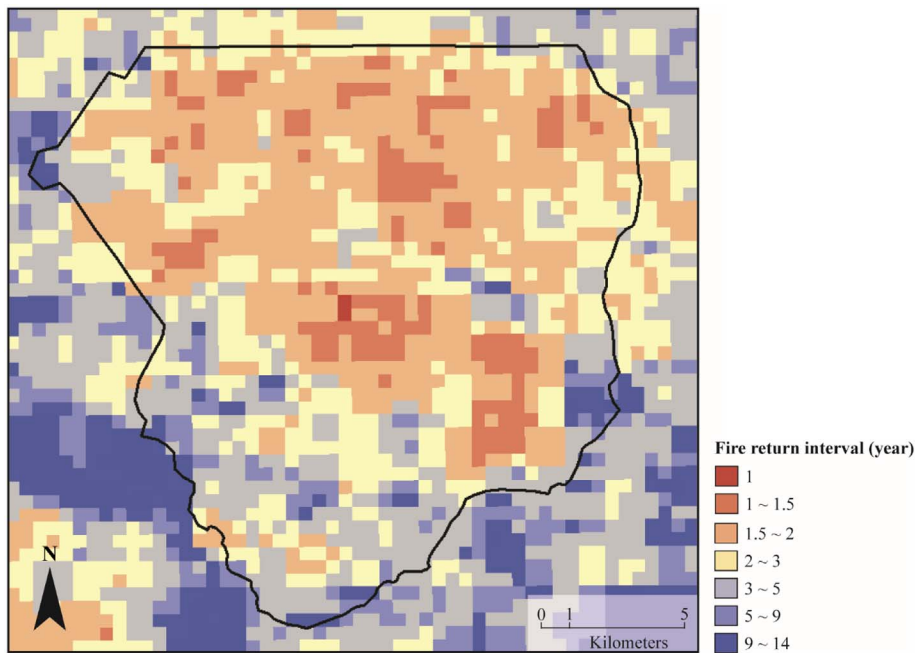 Fire return interval (year)
1
1 ~ 1.5
1.5 ~ 2
2 ~ 3
3 ~ 5
5 ~ 9
9 ~ 14
N
0 1 5
Kilometers